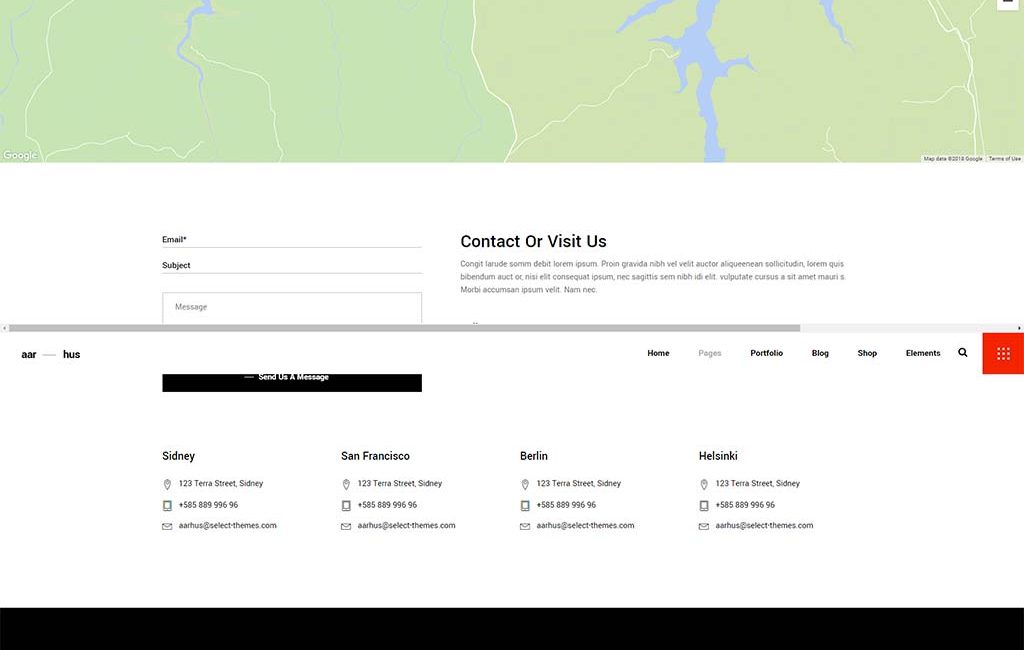 Google
Map data ©2018 Google Terms of Use
Email*
Subject
Message
Contact Or Visit Us
Congit larude somm debit lorem ipsum. Proin gravida nibh vel velit auctor aliqueenean sollicitudin, lorem quis
bibendum auct or, nisi elit consequat ipsum, nec sagittis sem nibh idi elit. vulputate cursus a sit amet mauri s.
Morbi accumsan ipsum velit. Nam nec.
aar — hus
Home Pages Portfolio Blog Shop Elements
— Send Us A Message
Sidney
123 Terra Street, Sidney
+585 889 996 96
aarhus@select-themes.com
San Francisco
123 Terra Street, Sidney
+585 889 996 96
aarhus@select-themes.com
Berlin
123 Terra Street, Sidney
+585 889 996 96
aarhus@select-themes.com
Helsinki
123 Terra Street, Sidney
+585 889 996 96
aarhus@select-themes.com